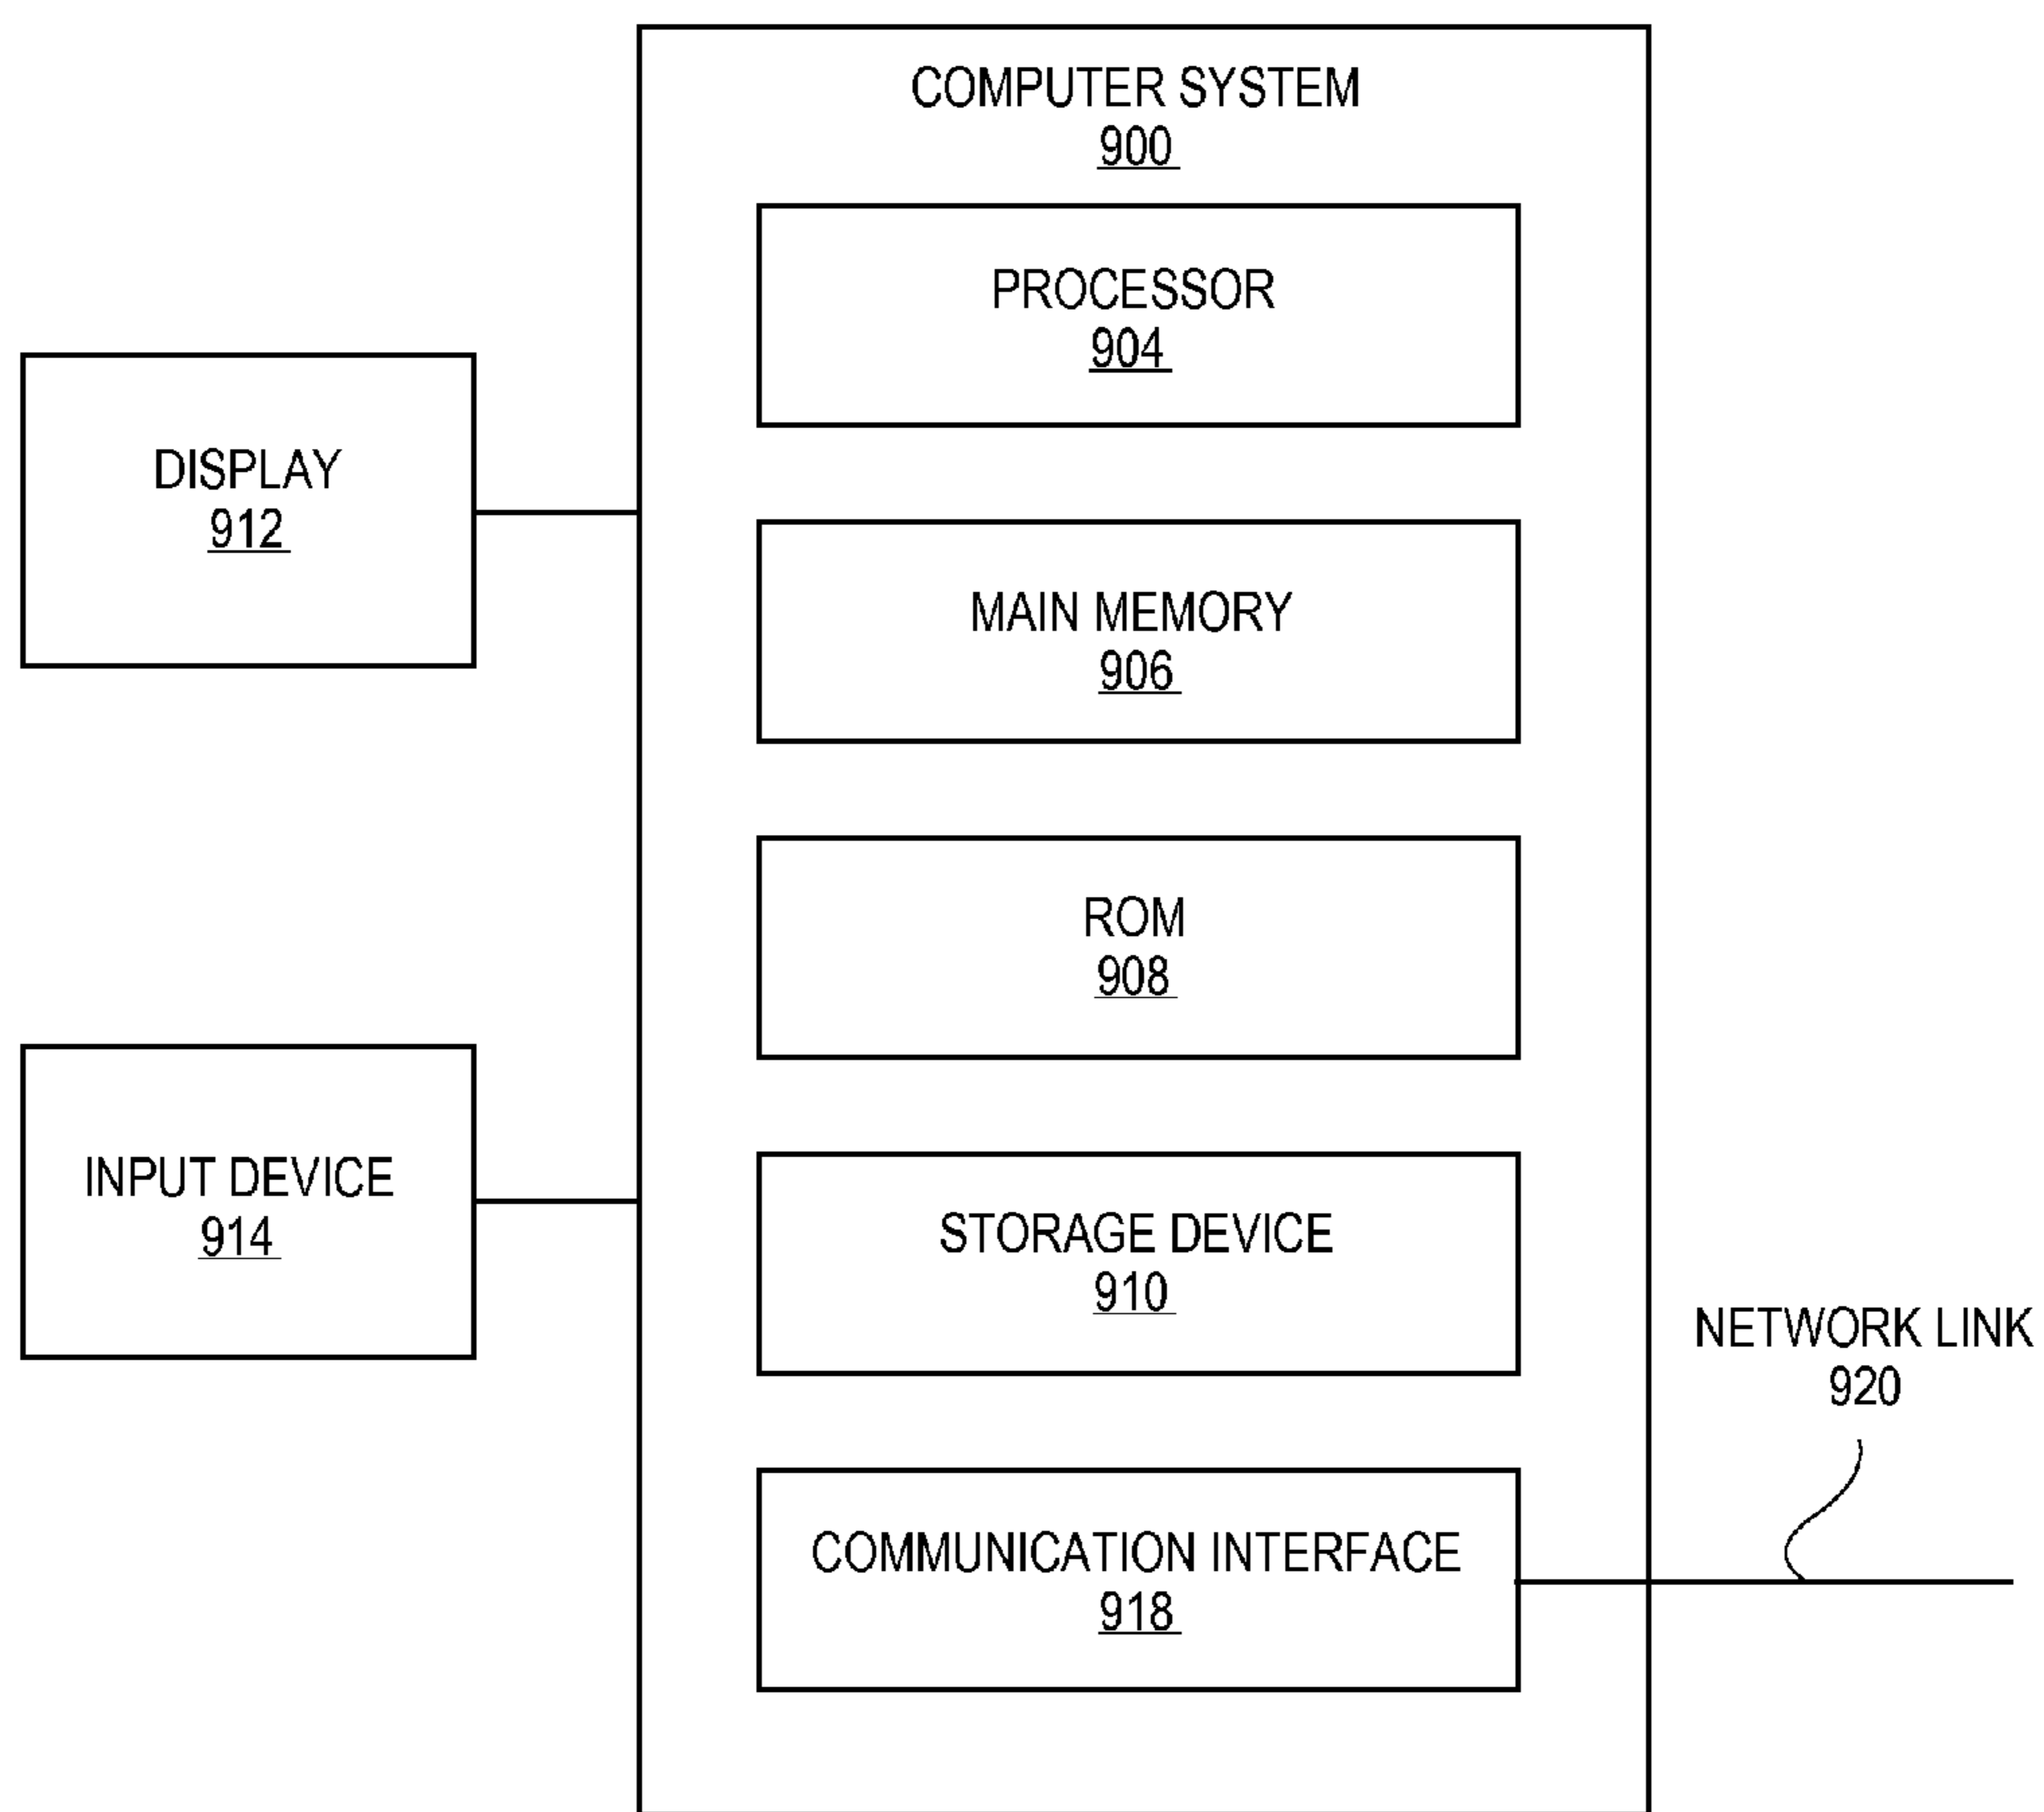 COMPUTER SYSTEM
900
PROCESSOR
904
DISPLAY
912
MAIN MEMORY
906
ROM
908
INPUT DEVICE
914
STORAGE DEVICE
910
NETWORK LINK
920
COMMUNICATION INTERFACE
918